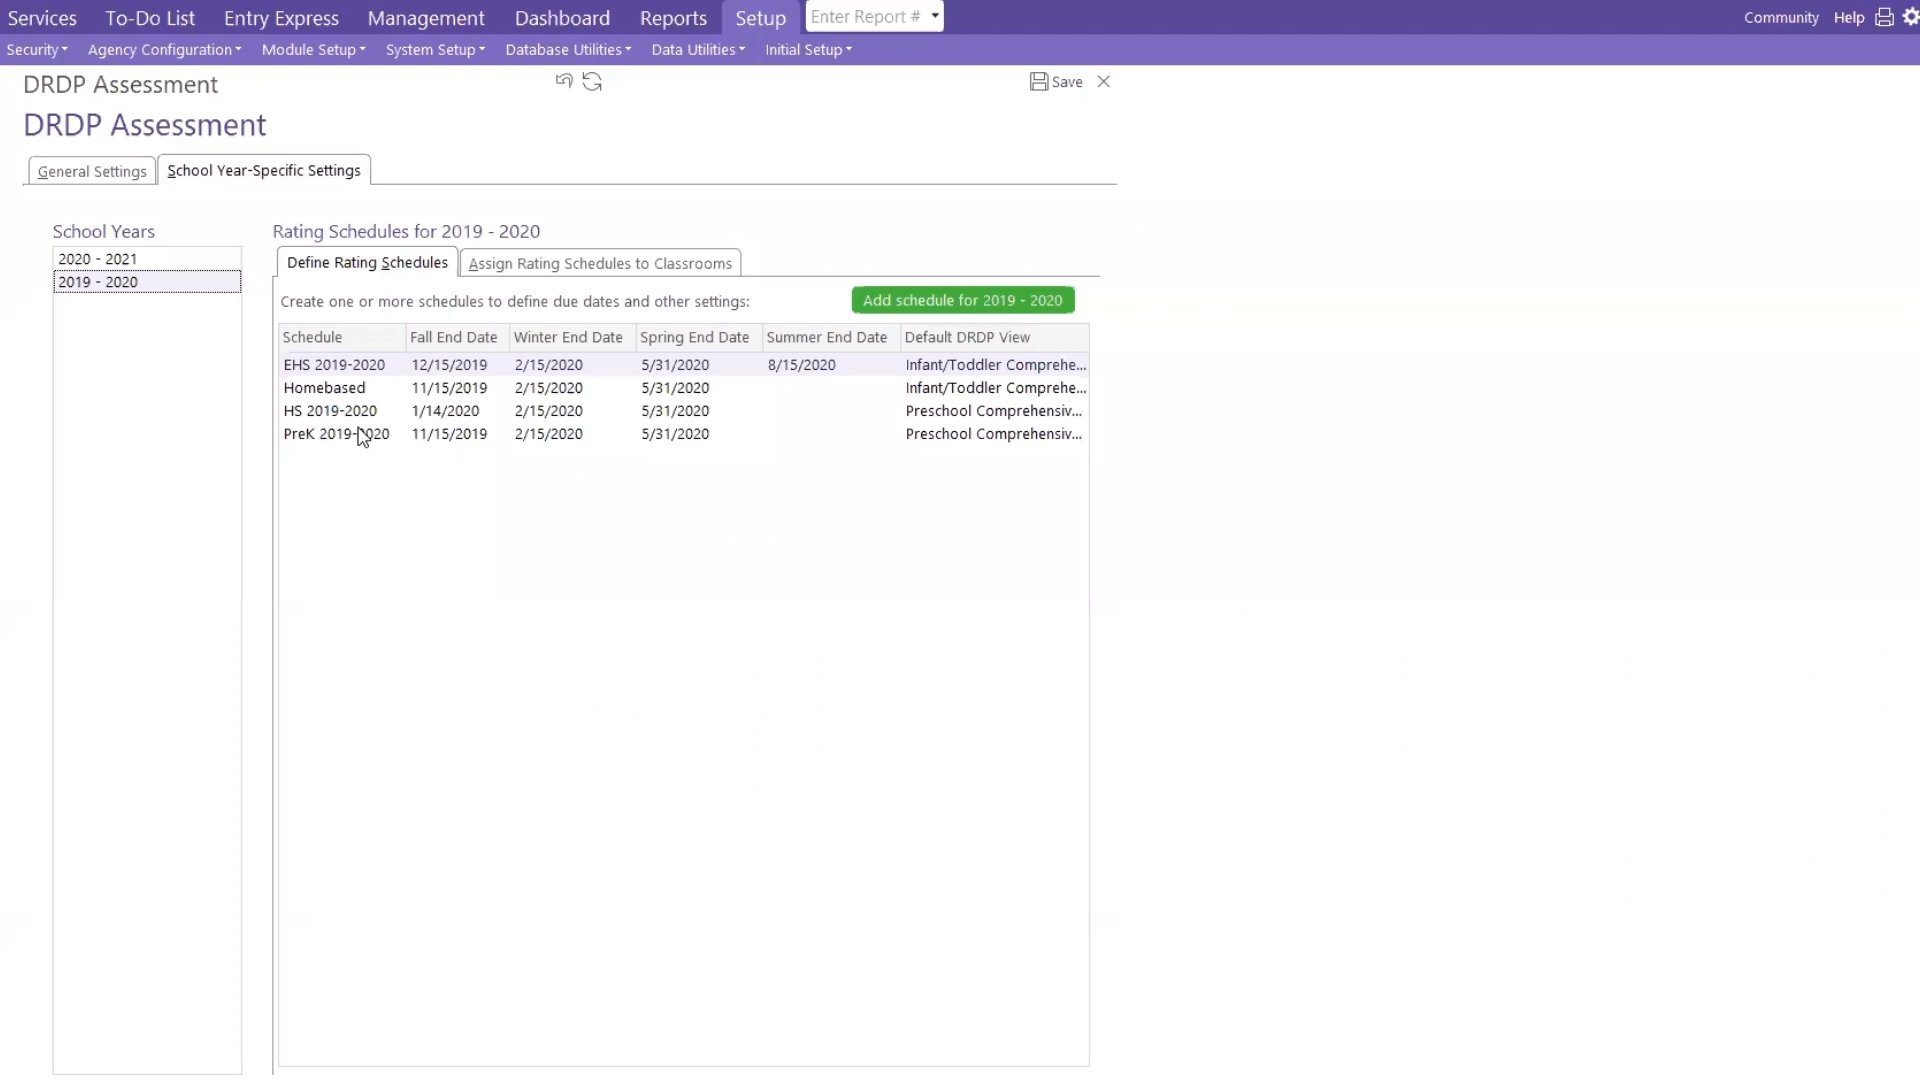 Services To-Do List Entry Express Management Dashboard Reports Setup Enter Report # Community Help
Security Agency Configuration Module Setup System Setup Database Utilities Data Utilities Initial Setup
DRDP Assessment Save
DRDP Assessment
General Settings School Year-Specific Settings
School Years Rating Schedules for 2019 - 2020
2020 - 2021 Define Rating Schedules Assign Rating Schedules to Classrooms
2019 - 2020
Create one or more schedules to define due dates and other settings: Add schedule for 2019 - 2020
Schedule Fall End Date Winter End Date Spring End Date Summer End Date Default DRDP View
EHS 2019-2020 12/15/2019 2/15/2020 5/31/2020 8/15/2020 Infant/Toddler Comprehe...
Homebased 11/15/2019 2/15/2020 5/31/2020 Infant/Toddler Comprehe...
HS 2019-2020 1/14/2020 2/15/2020 5/31/2020 Preschool Comprehensiv...
PreK 2019-2020 11/15/2019 2/15/2020 5/31/2020 Preschool Comprehensiv...